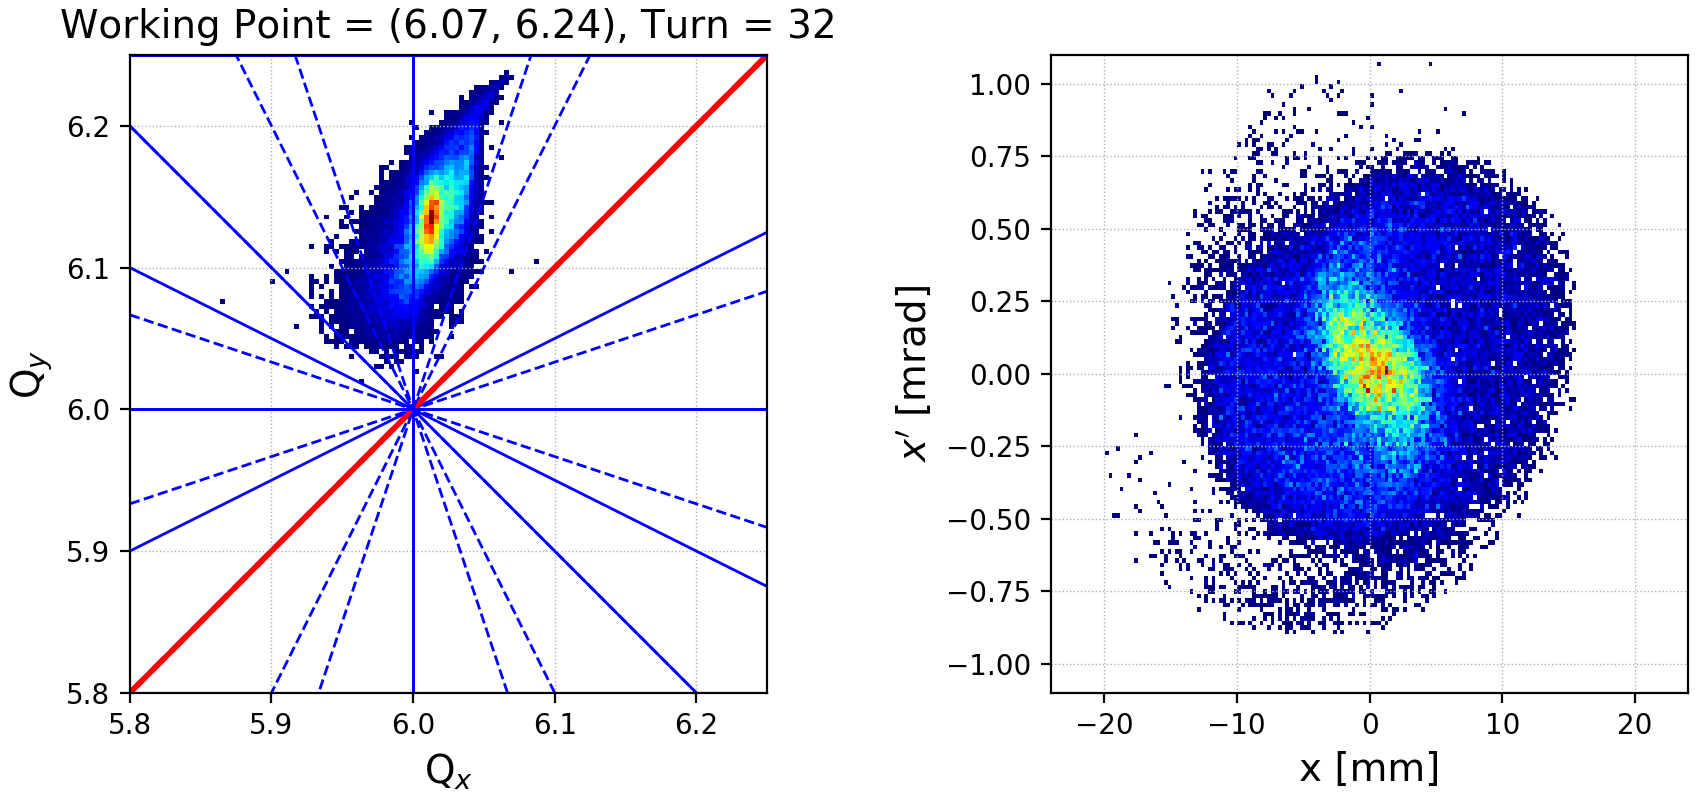 Working Point = (6.07, 6.24), Turn = 32
6.2
6.1
6.0
5.9
5.8
Q_y
5.8 5.9 6.0 6.1 6.2
Q_x
1.00
0.75
0.50
0.25
0.00
−0.25
−0.50
−0.75
−1.00
x′ [mrad]
−20 −10 0 10 20
x [mm]